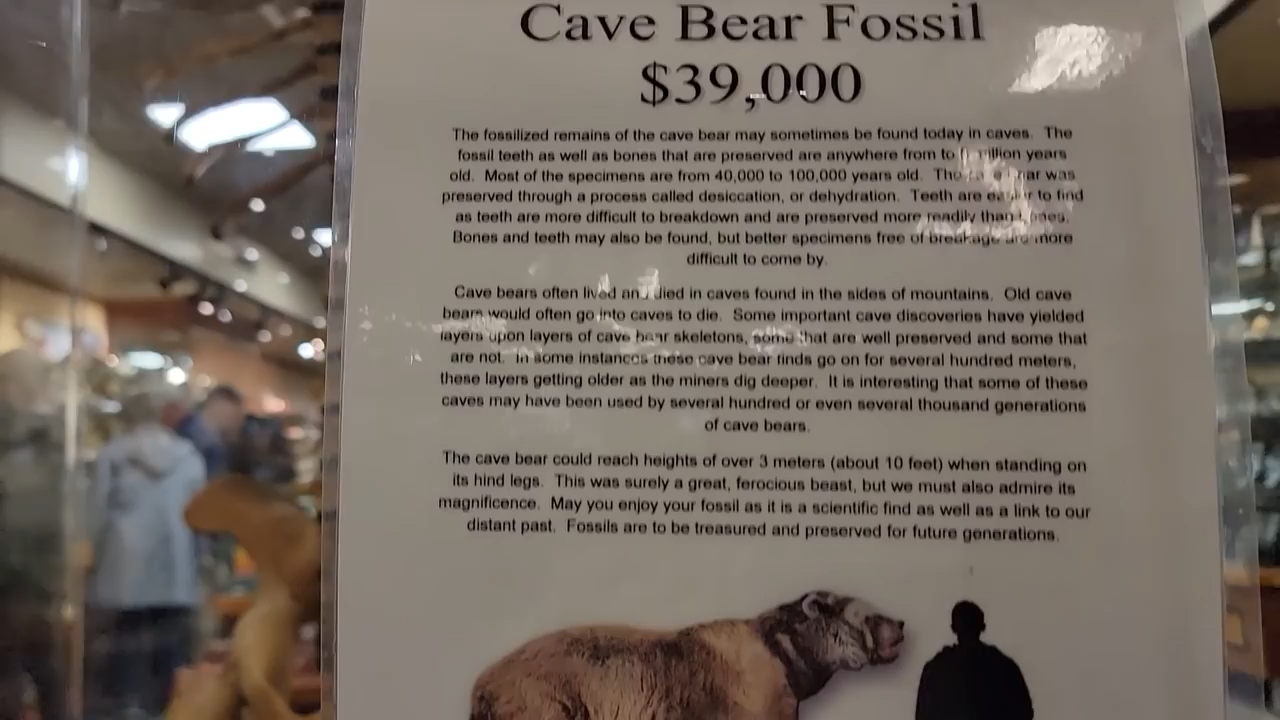 Cave Bear Fossil
$39,000
The fossilized remains of the cave bear may sometimes be found today in caves. The
fossil teeth as well as bones that are preserved are anywhere from to million years
old. Most of the specimens are from 40,000 to 100,000 years old. was
preserved through a process called desiccation, or dehydration. Teeth are easier to find
as teeth are more difficult to breakdown and are preserved more readily than bones.
Bones and teeth may also be found, but better specimens free of breakage are more
difficult to come by.
Cave bears often lived and died in caves found in the sides of mountains. Old cave
bears would often go into caves to die. Some important cave discoveries have yielded
layers upon layers of cave bear skeletons, some that are well preserved and some that
are not. In some instances these cave bear finds go on for several hundred meters,
these layers getting older as the miners dig deeper. It is interesting that some of these
caves may have been used by several hundred or even several thousand generations
of cave bears.
The cave bear could reach heights of over 3 meters (about 10 feet) when standing on
its hind legs. This was surely a great, ferocious beast, but we must also admire its
magnificence. May you enjoy your fossil as it is a scientific find as well as a link to our
distant past. Fossils are to be treasured and preserved for future generations.